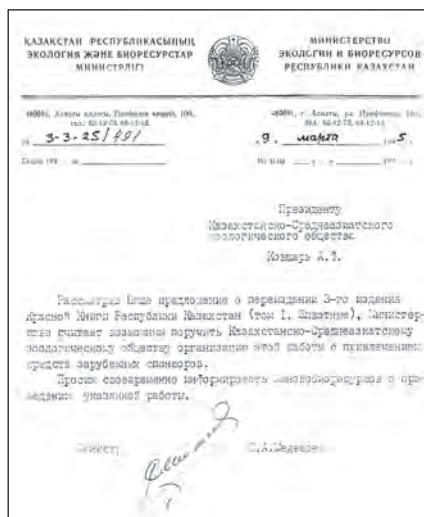 ҚАЗАҚСТАН РЕСПУБЛИКАСЫНЫҢ
ЭКОЛОГИЯ ЖӘНЕ БИОРЕСУРСТАР
МИНИСТРЛІГІ
МИНИСТЕРСТВО
ЭКОЛОГИИ И БИОРЕСУРСОВ
РЕСПУБЛИКИ КАЗАХСТАН
3-3-25/491
9. марта 5
Президенту
Казахстанско-Среднеазиатского
зоологического общества
Ковшарь А.Ф.
Рассмотрев Ваше предложение о переиздании 3-го издания
Красной Книги Республики Казахстан (том I. Животные), Министер-
ство считает возможным поручить Казахстанско-Среднеазиатскому
зоологическому обществу организацию этой работы с привлечением
средств зарубежных спонсоров.
Просим своевременно информировать Минэкобиоресурсов о про-
ведении указанной работы.
Министр